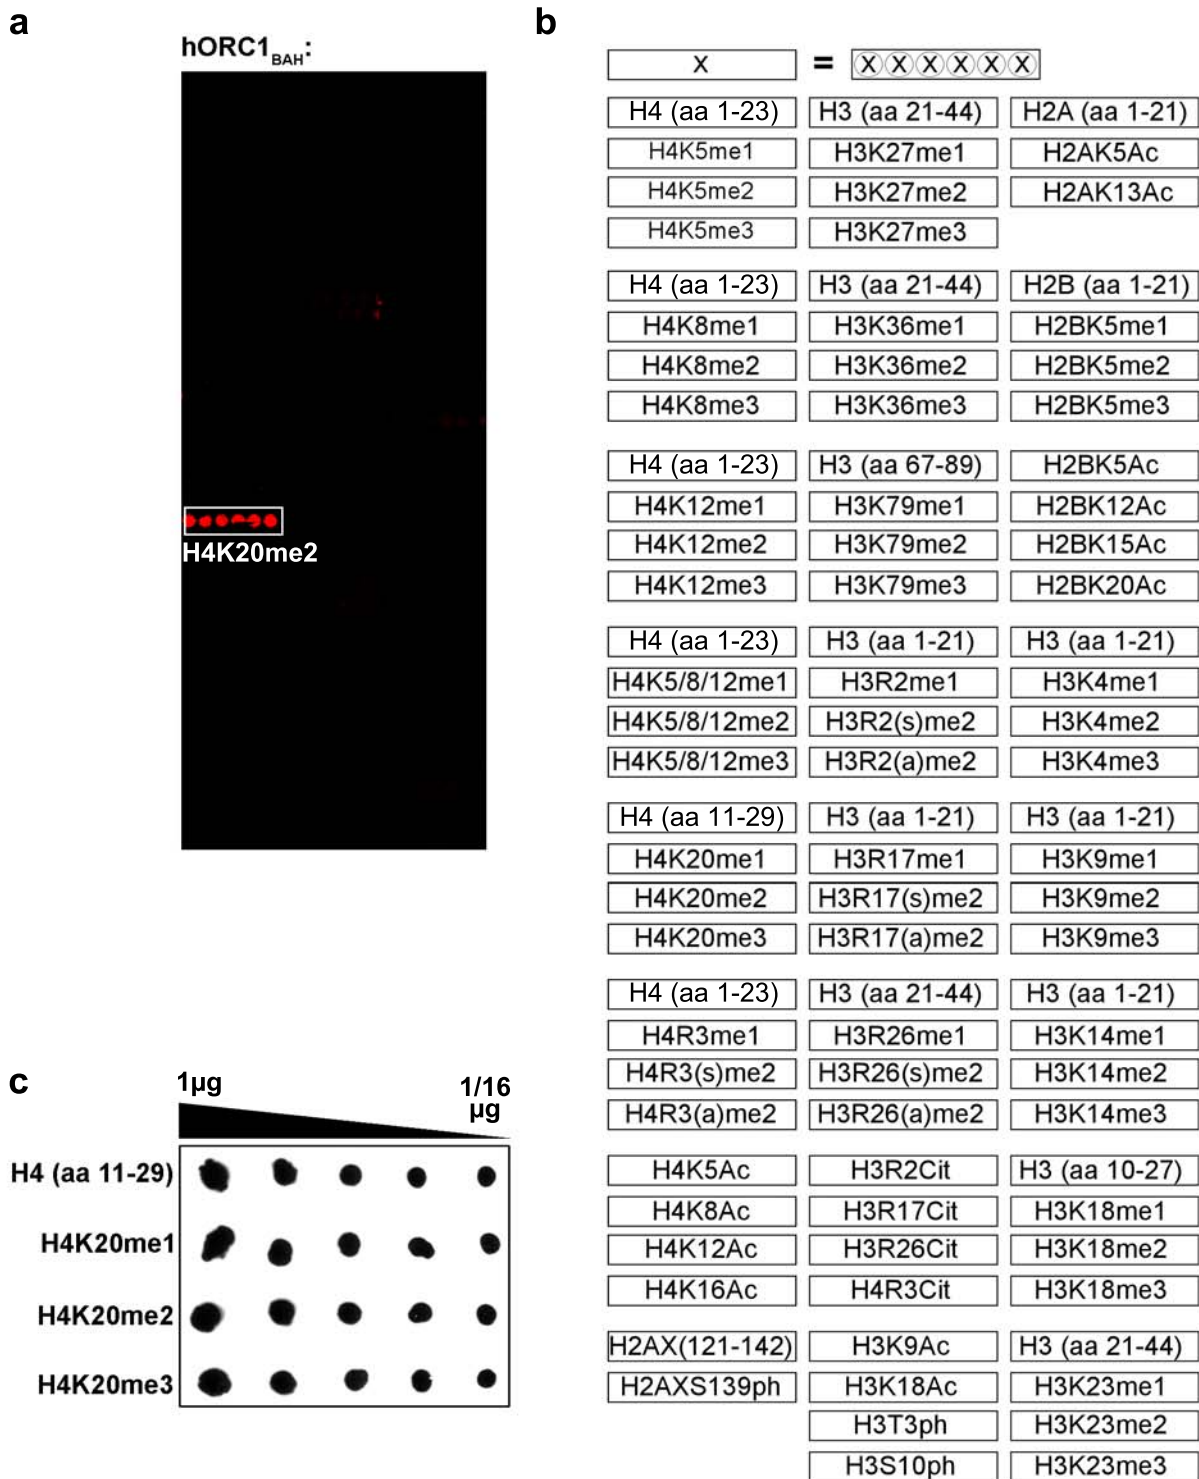 a
hORC1BAH:
H4K20me2
b
X = X X X X X X
H4 (aa 1-23) H3 (aa 21-44) H2A (aa 1-21)
H4K5me1 H3K27me1 H2AK5Ac
H4K5me2 H3K27me2 H2AK13Ac
H4K5me3 H3K27me3
H4 (aa 1-23) H3 (aa 21-44) H2B (aa 1-21)
H4K8me1 H3K36me1 H2BK5me1
H4K8me2 H3K36me2 H2BK5me2
H4K8me3 H3K36me3 H2BK5me3
H4 (aa 1-23) H3 (aa 67-89) H2BK5Ac
H4K12me1 H3K79me1 H2BK12Ac
H4K12me2 H3K79me2 H2BK15Ac
H4K12me3 H3K79me3 H2BK20Ac
H4 (aa 1-23) H3 (aa 1-21) H3 (aa 1-21)
H4K5/8/12me1 H3R2me1 H3K4me1
H4K5/8/12me2 H3R2(s)me2 H3K4me2
H4K5/8/12me3 H3R2(a)me2 H3K4me3
H4 (aa 11-29) H3 (aa 1-21) H3 (aa 1-21)
H4K20me1 H3R17me1 H3K9me1
H4K20me2 H3R17(s)me2 H3K9me2
H4K20me3 H3R17(a)me2 H3K9me3
H4 (aa 1-23) H3 (aa 21-44) H3 (aa 1-21)
H4R3me1 H3R26me1 H3K14me1
H4R3(s)me2 H3R26(s)me2 H3K14me2
H4R3(a)me2 H3R26(a)me2 H3K14me3
H4K5Ac H3R2Cit H3 (aa 10-27)
H4K8Ac H3R17Cit H3K18me1
H4K12Ac H3R26Cit H3K18me2
H4K16Ac H4R3Cit H3K18me3
H2AX(121-142) H3K9Ac H3 (aa 21-44)
H2AXS139ph H3K18Ac H3K23me1
H3T3ph H3K23me2
H3S10ph H3K23me3
c
1µg 1/16 µg
H4 (aa 11-29)
H4K20me1
H4K20me2
H4K20me3